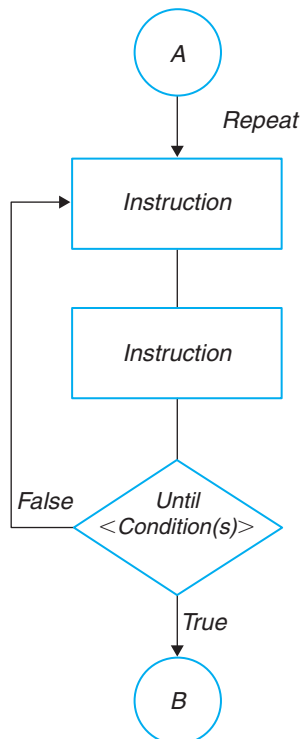 A
Repeat
Instruction
Instruction
False
Until
<Condition(s)>
True
B